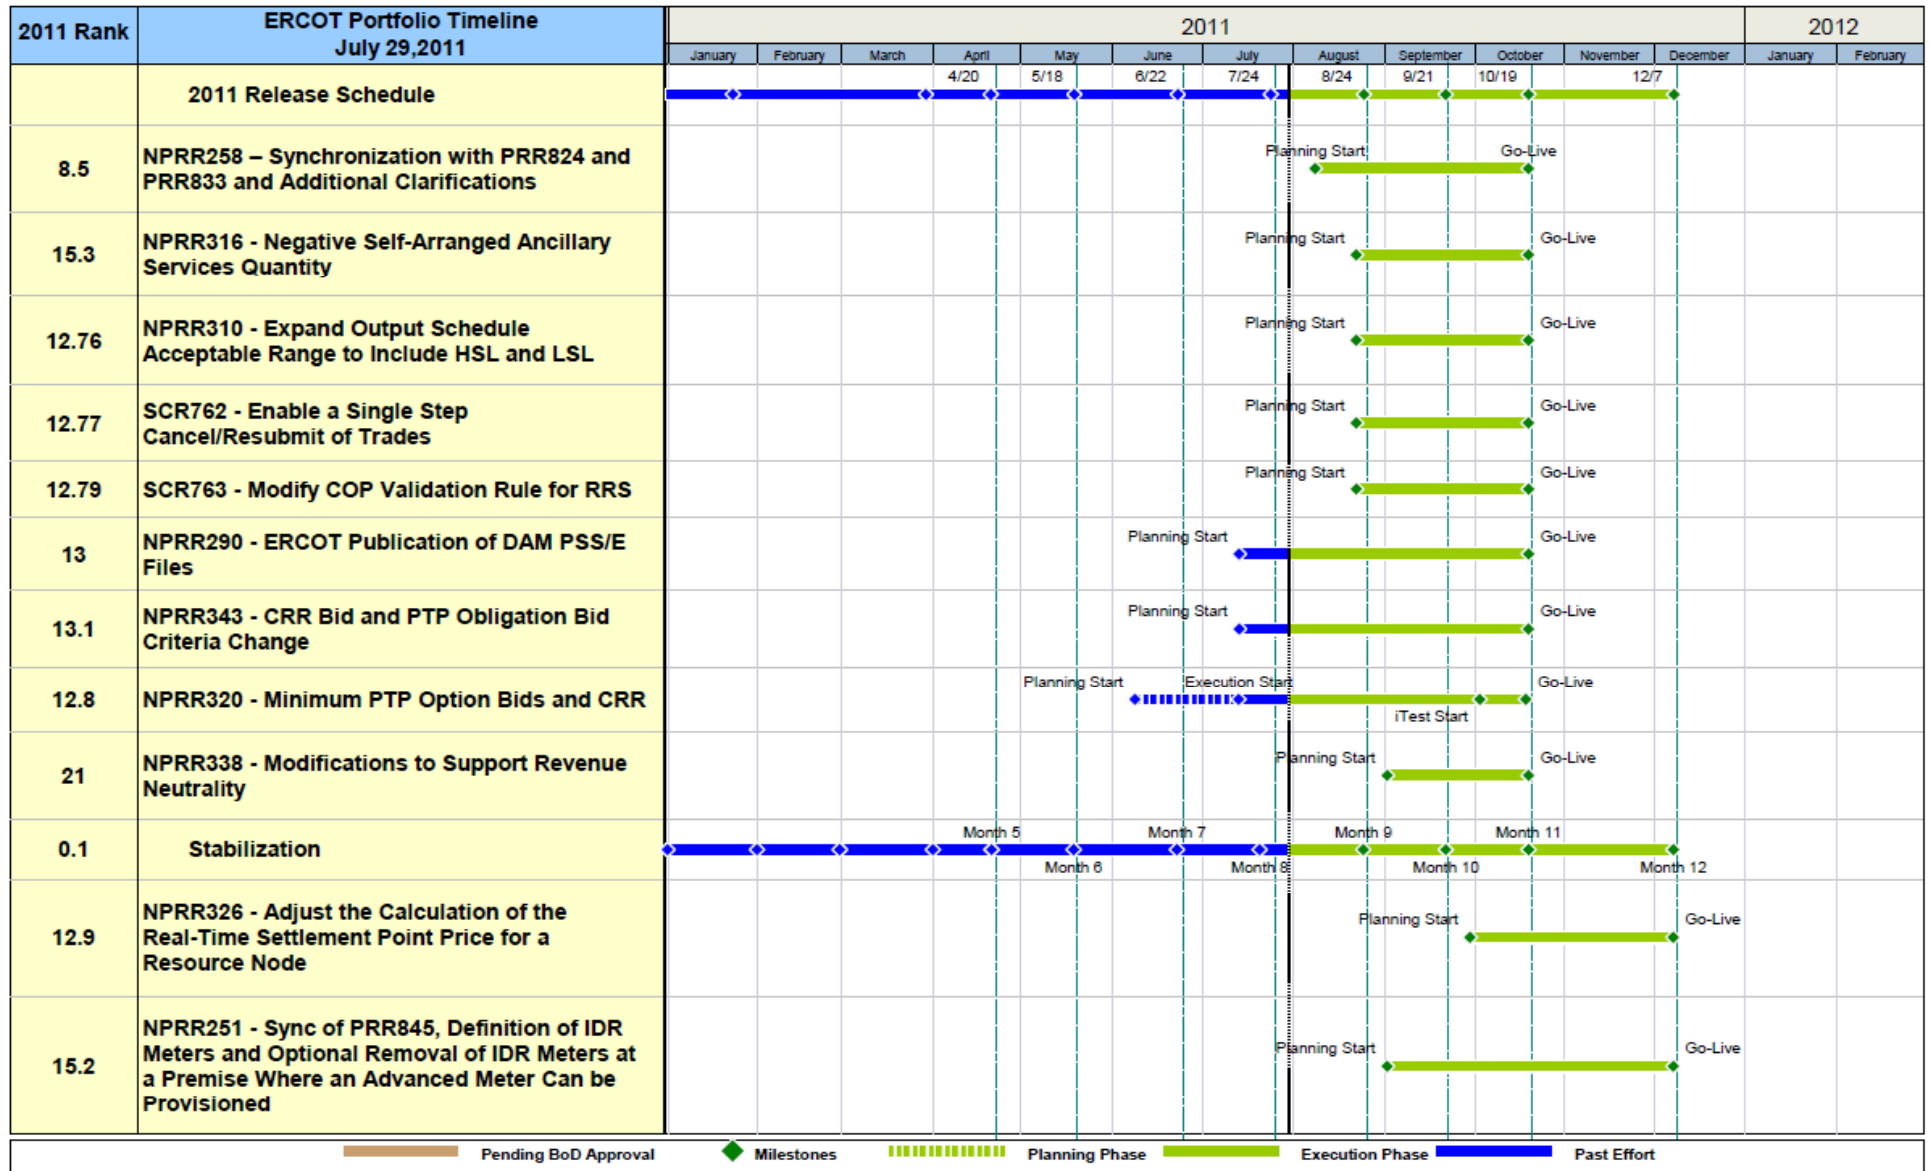 2011 Rank
ERCOT Portfolio Timeline
July 29,2011
2011
2012
January February March April May June July August September October November December January February
4/20 5/18 6/22 7/24 8/24 9/21 10/19 12/7
2011 Release Schedule
8.5
NPRR258 – Synchronization with PRR824 and
PRR833 and Additional Clarifications
Planning Start
Go-Live
15.3
NPRR316 - Negative Self-Arranged Ancillary
Services Quantity
Planning Start
Go-Live
12.76
NPRR310 - Expand Output Schedule
Acceptable Range to Include HSL and LSL
Planning Start
Go-Live
12.77
SCR762 - Enable a Single Step
Cancel/Resubmit of Trades
Planning Start
Go-Live
12.79
SCR763 - Modify COP Validation Rule for RRS
Planning Start
Go-Live
13
NPRR290 - ERCOT Publication of DAM PSS/E
Files
Planning Start
Go-Live
13.1
NPRR343 - CRR Bid and PTP Obligation Bid
Criteria Change
Planning Start
Go-Live
12.8
NPRR320 - Minimum PTP Option Bids and CRR
Planning Start
Execution Start
Go-Live
iTest Start
21
NPRR338 - Modifications to Support Revenue
Neutrality
Planning Start
Go-Live
0.1
Stabilization
Month 5 Month 7 Month 9 Month 11
Month 6 Month 8 Month 10 Month 12
12.9
NPRR326 - Adjust the Calculation of the
Real-Time Settlement Point Price for a
Resource Node
Planning Start
Go-Live
15.2
NPRR251 - Sync of PRR845, Definition of IDR
Meters and Optional Removal of IDR Meters at
a Premise Where an Advanced Meter Can be
Provisioned
Planning Start
Go-Live
Pending BoD Approval Milestones Planning Phase Execution Phase Past Effort